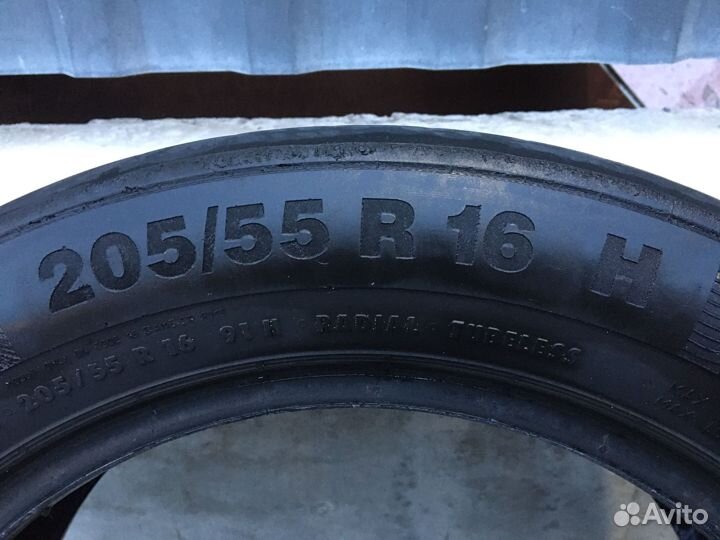 205/55 R 16 H
205/55 R 16 91 H · RADIAL · TUBELESS
Avito